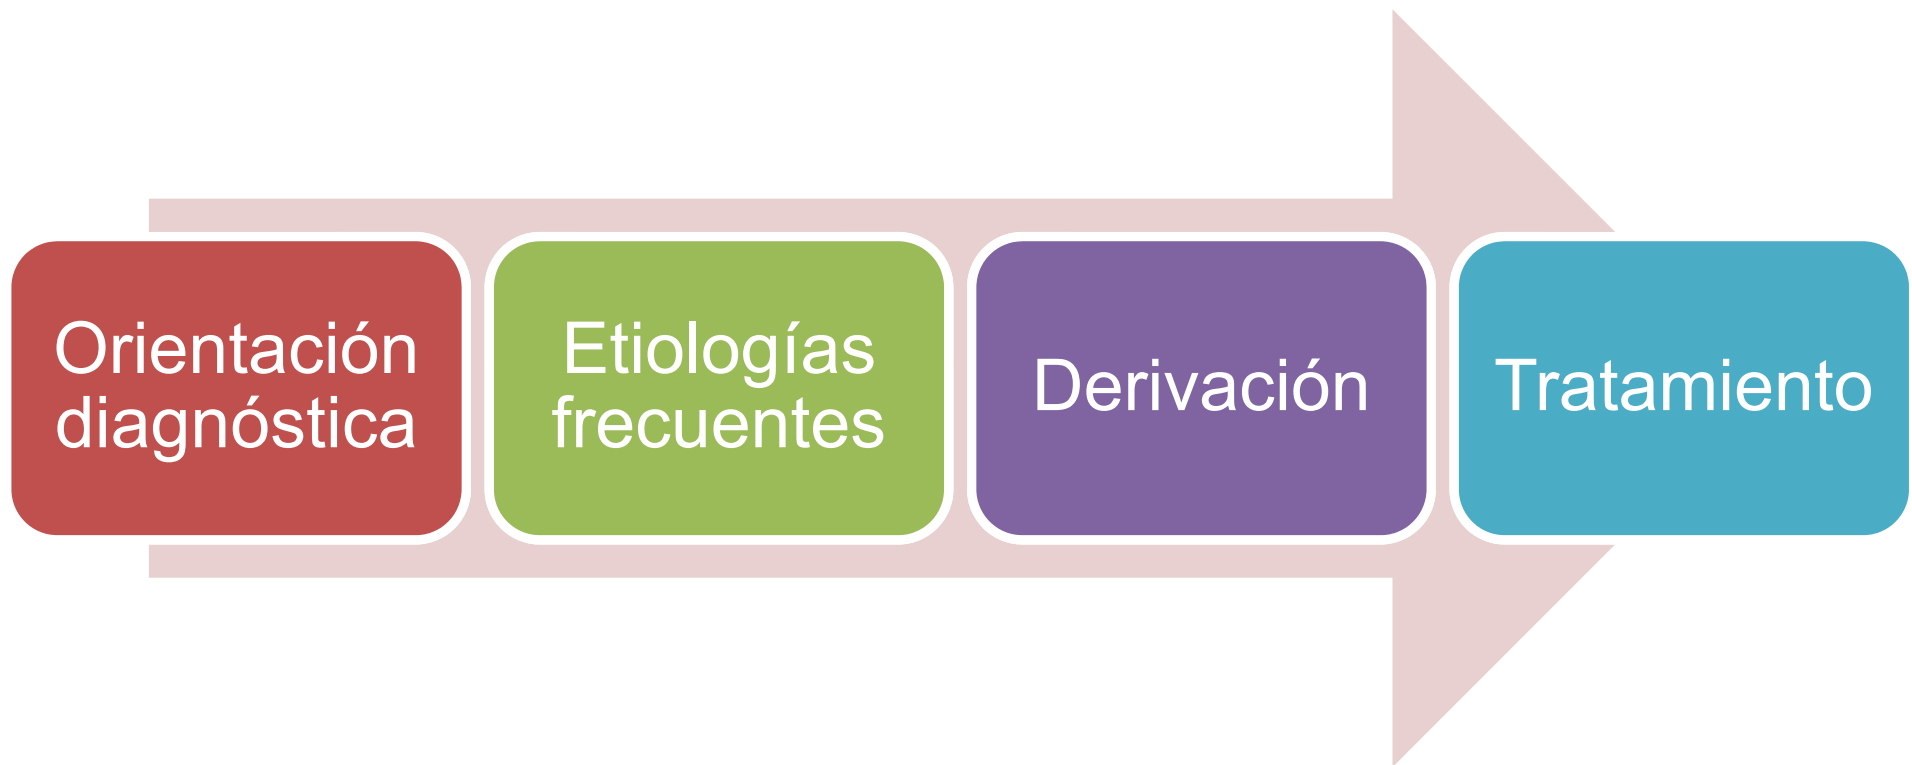 Orientación
diagnóstica
Etiologías
frecuentes
Derivación
Tratamiento